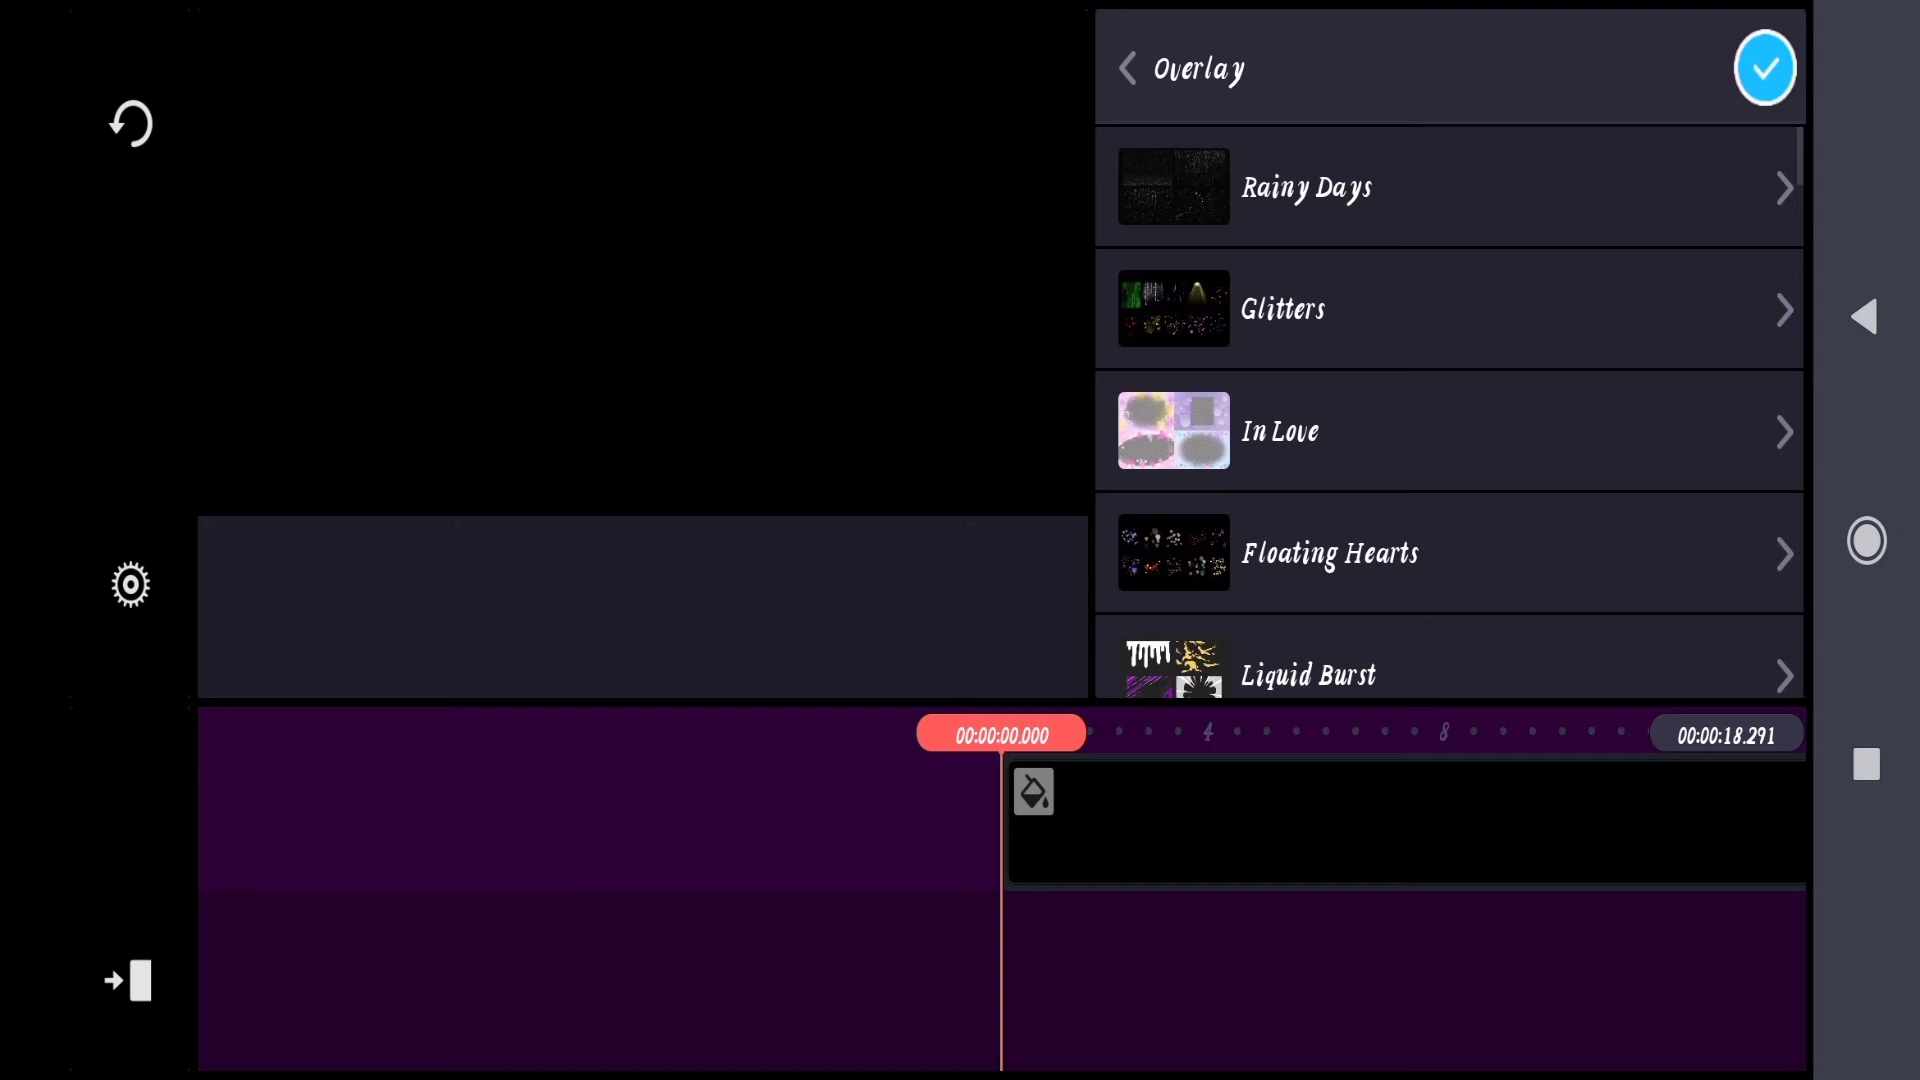 Overlay
Rainy Days
Glitters
In Love
Floating Hearts
Liquid Burst
00:00:00.000 4 8 00:00:18.291